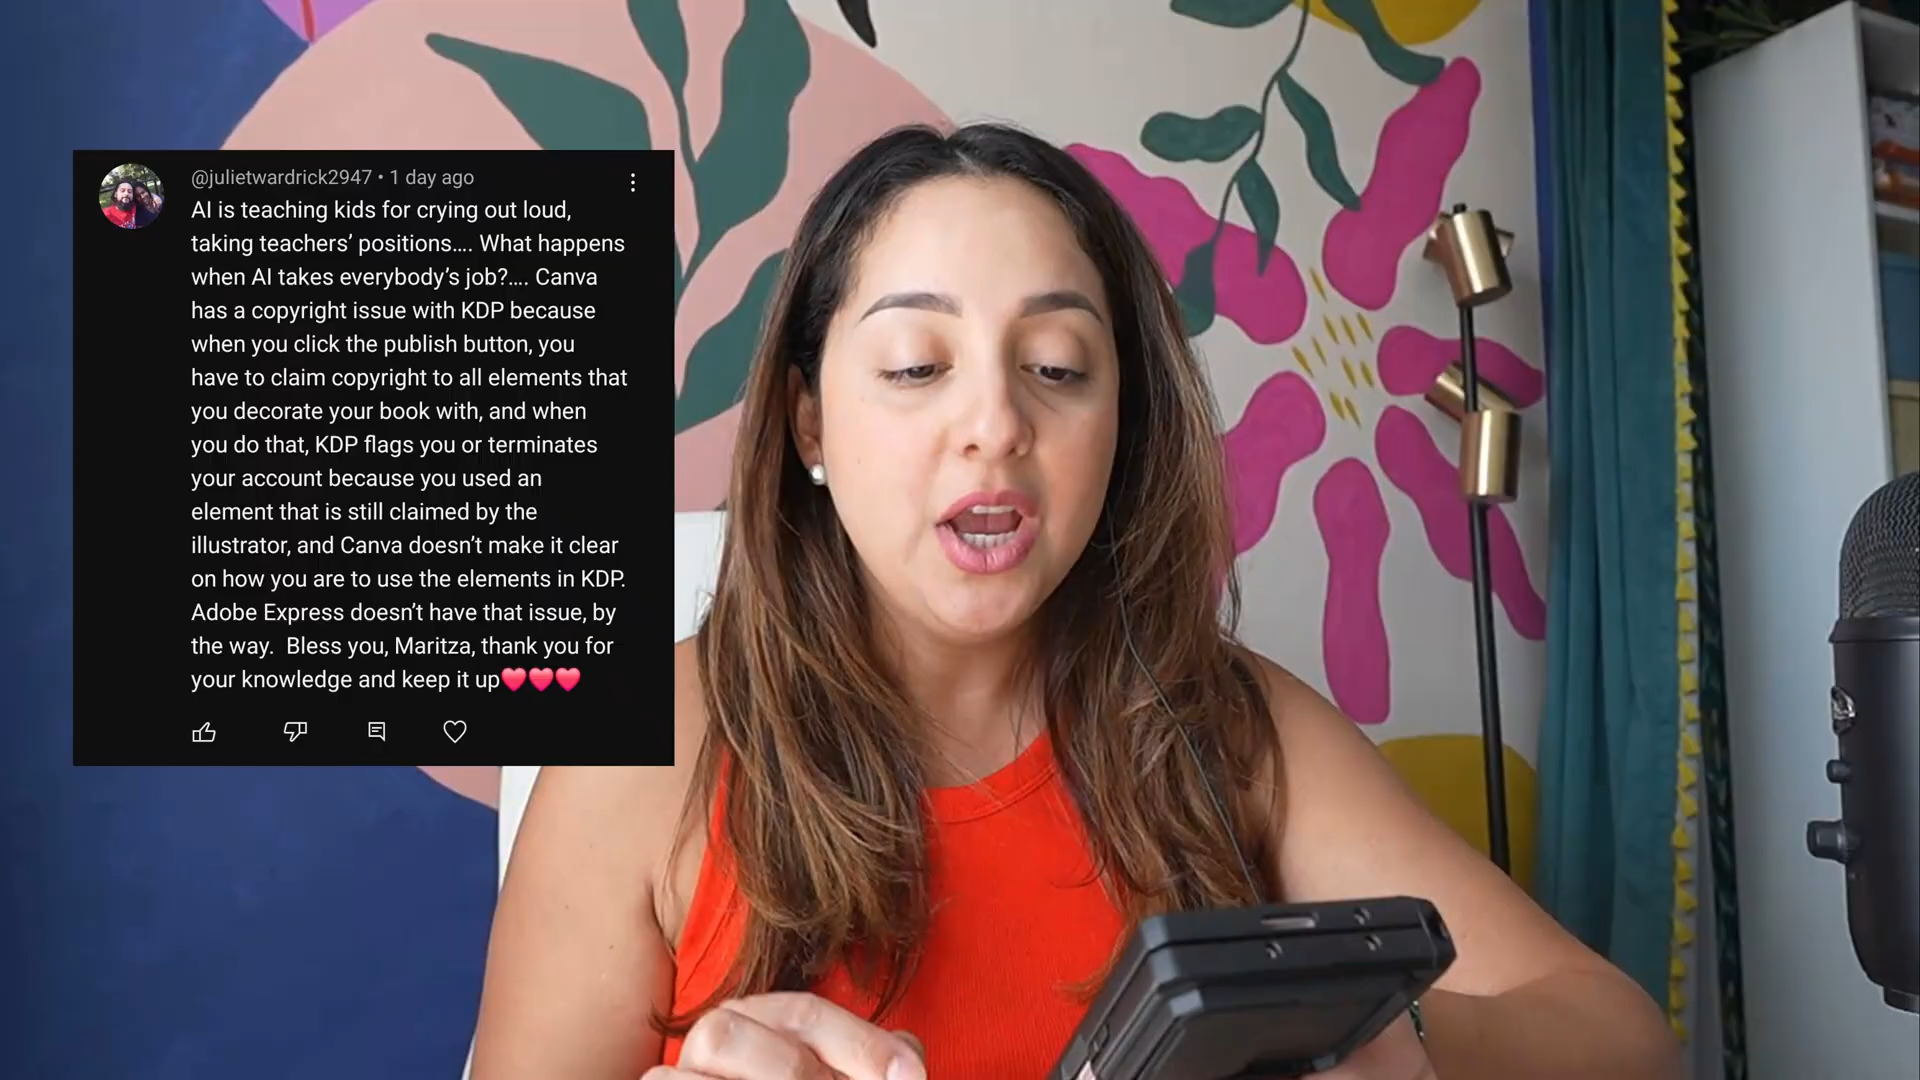 @julietwardrick2947 • 1 day ago
AI is teaching kids for crying out loud,
taking teachers’ positions.... What happens
when AI takes everybody’s job?.... Canva
has a copyright issue with KDP because
when you click the publish button, you
have to claim copyright to all elements that
you decorate your book with, and when
you do that, KDP flags you or terminates
your account because you used an
element that is still claimed by the
illustrator, and Canva doesn’t make it clear
on how you are to use the elements in KDP.
Adobe Express doesn’t have that issue, by
the way.  Bless you, Maritza, thank you for
your knowledge and keep it up❤️❤️❤️